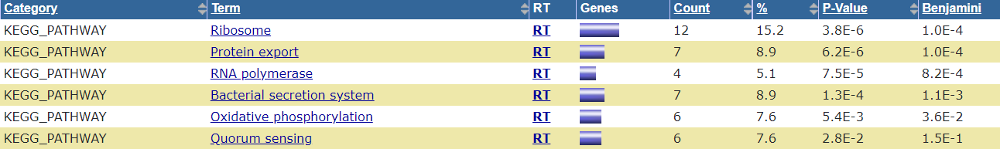 Category Term RT Genes Count % P-Value Benjamini
KEGG_PATHWAY Ribosome RT 12 15.2 3.8E-6 1.0E-4
KEGG_PATHWAY Protein export RT 7 8.9 6.2E-6 1.0E-4
KEGG_PATHWAY RNA polymerase RT 4 5.1 7.5E-5 8.2E-4
KEGG_PATHWAY Bacterial secretion system RT 7 8.9 1.3E-4 1.1E-3
KEGG_PATHWAY Oxidative phosphorylation RT 6 7.6 5.4E-3 3.6E-2
KEGG_PATHWAY Quorum sensing RT 6 7.6 2.8E-2 1.5E-1